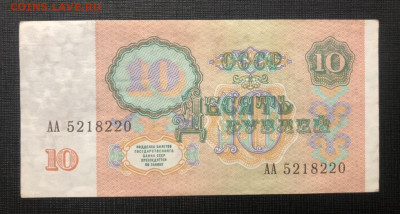 COINS.LAVE.RU
10
СССР
10
ДЕСЯТЬ
РУБЛЕЙ
АА 5218220
10
АА 5218220
10
ПОДДЕЛКА БИЛЕТОВ
ГОСУДАРСТВЕННОГО
БАНКА СССР
ПРЕСЛЕДУЕТСЯ
ПО ЗАКОНУ